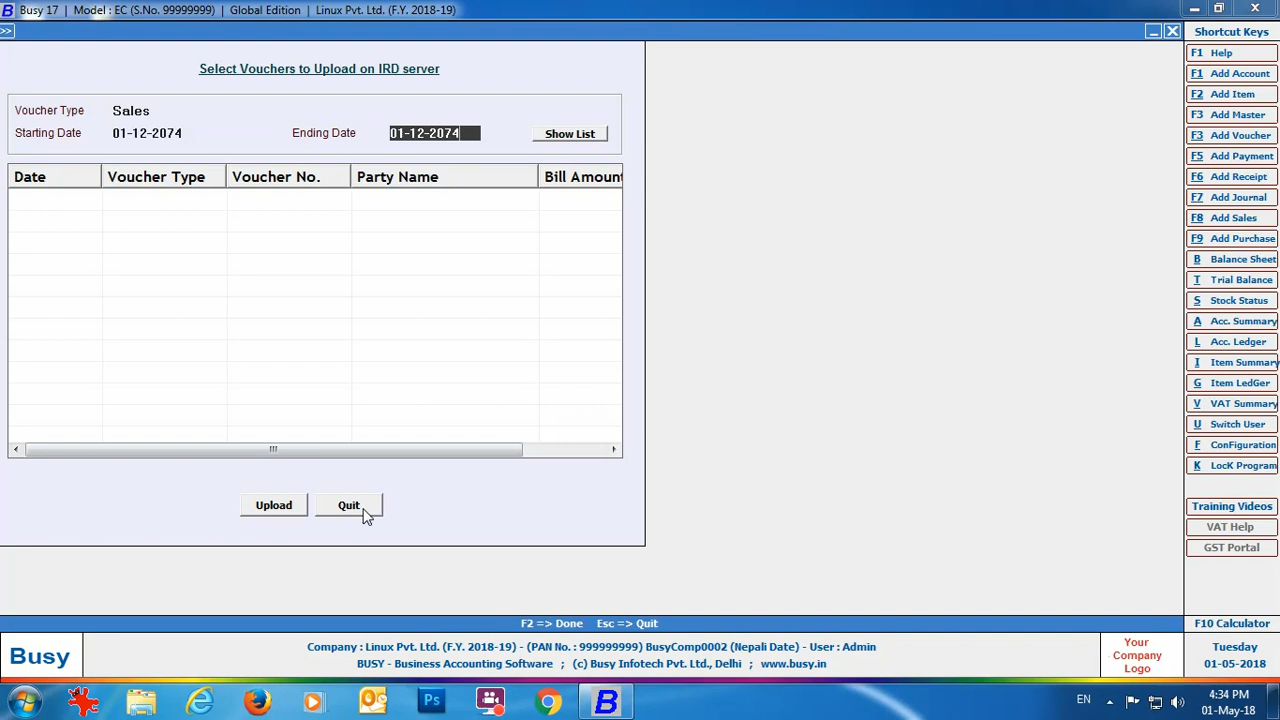 Busy 17 | Model : EC (S.No. 99999999) | Global Edition | Linux Pvt. Ltd. (F.Y. 2018-19)
>>
Select Vouchers to Upload on IRD server
Voucher Type Sales
Starting Date 01-12-2074 Ending Date 01-12-2074 Show List
Date Voucher Type Voucher No. Party Name Bill Amount
Upload Quit
Shortcut Keys
F1 Help
F1 Add Account
F2 Add Item
F3 Add Master
F3 Add Voucher
F5 Add Payment
F6 Add Receipt
F7 Add Journal
F8 Add Sales
F9 Add Purchase
B Balance Sheet
T Trial Balance
S Stock Status
A Acc. Summary
L Acc. Ledger
I Item Summary
G Item LedGer
V VAT Summary
U Switch User
F ConFiguration
K LocK Program
Training Videos
VAT Help
GST Portal
F2 => Done Esc => Quit F10 Calculator
Busy
Company : Linux Pvt. Ltd. (F.Y. 2018-19) - (PAN No. : 999999999) BusyComp0002 (Nepali Date) - User : Admin
BUSY - Business Accounting Software ; (c) Busy Infotech Pvt. Ltd., Delhi ; www.busy.in
Your
Company
Logo
Tuesday
01-05-2018
Ps
EN
4:34 PM
01-May-18